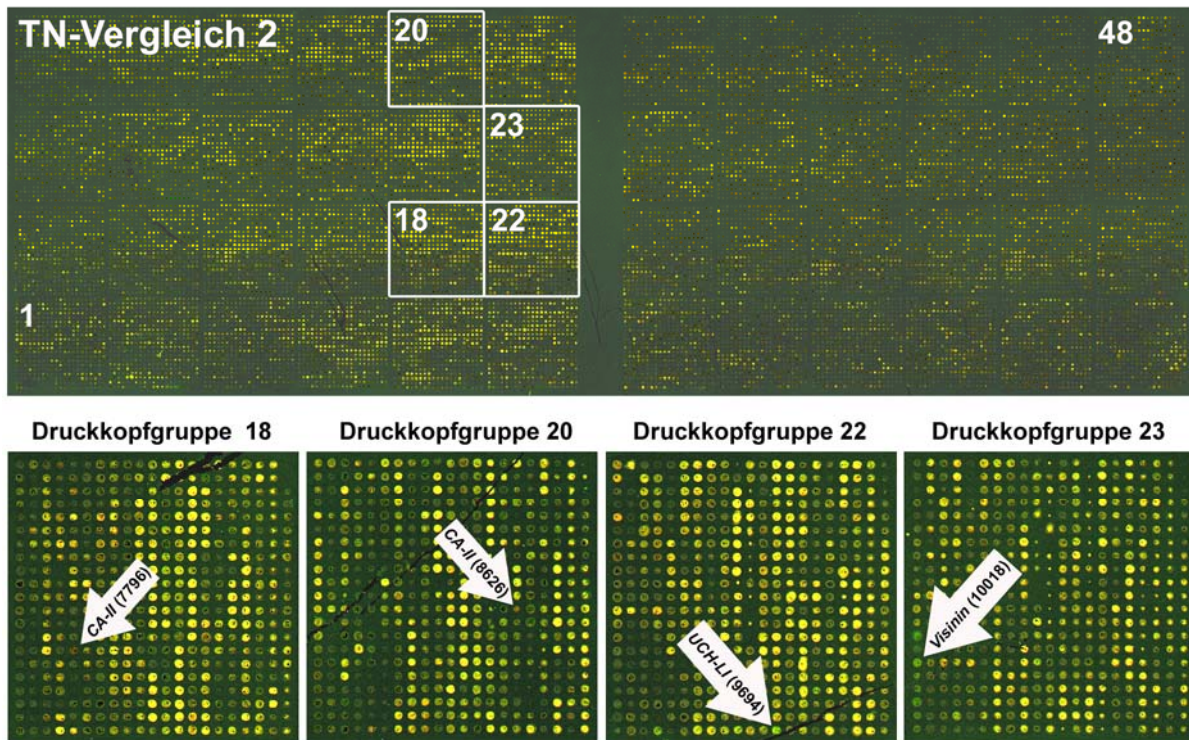 TN-Vergleich 2
20
48
23
18
22
1
Druckkopfgruppe 18
Druckkopfgruppe 20
Druckkopfgruppe 22
Druckkopfgruppe 23
CA-II (7796)
CA-II (8626)
UCH-LI (9694)
Visinin (10018)